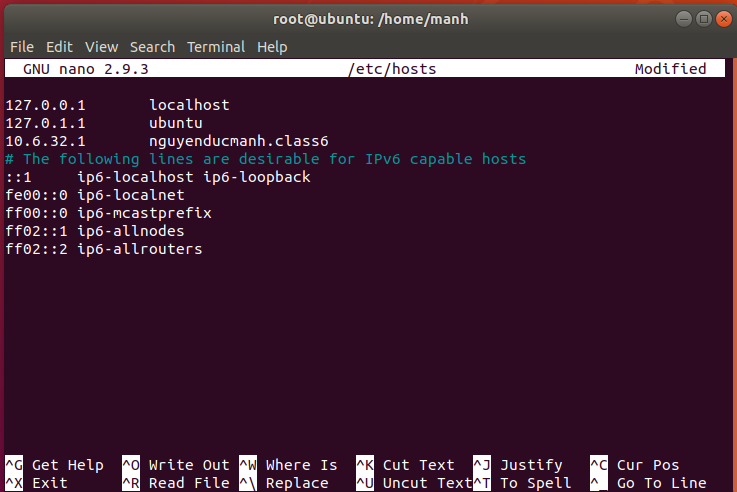 root@ubuntu: /home/manh
File Edit View Search Terminal Help
GNU nano 2.9.3 /etc/hosts Modified
127.0.0.1 localhost
127.0.1.1 ubuntu
10.6.32.1 nguyenducmanh.class6
# The following lines are desirable for IPv6 capable hosts
::1 ip6-localhost ip6-loopback
fe00::0 ip6-localnet
ff00::0 ip6-mcastprefix
ff02::1 ip6-allnodes
ff02::2 ip6-allrouters
^G Get Help ^O Write Out ^W Where Is ^K Cut Text ^J Justify ^C Cur Pos
^X Exit ^R Read File ^\ Replace ^U Uncut Text ^T To Spell ^_ Go To Line